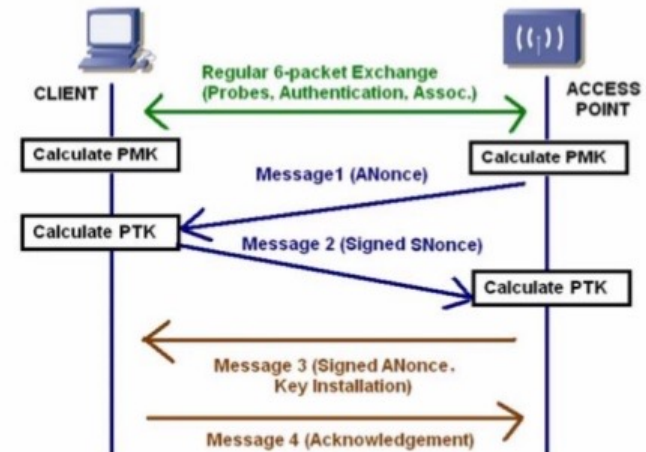 Regular 6-packet Exchange
(Probes, Authentication, Assoc.)
CLIENT
ACCESS
POINT
Calculate PMK
Calculate PMK
Message1 (ANonce)
Calculate PTK
Message 2 (Signed SNonce)
Calculate PTK
Message 3 (Signed ANonce.
Key Installation)
Message 4 (Acknowledgement)